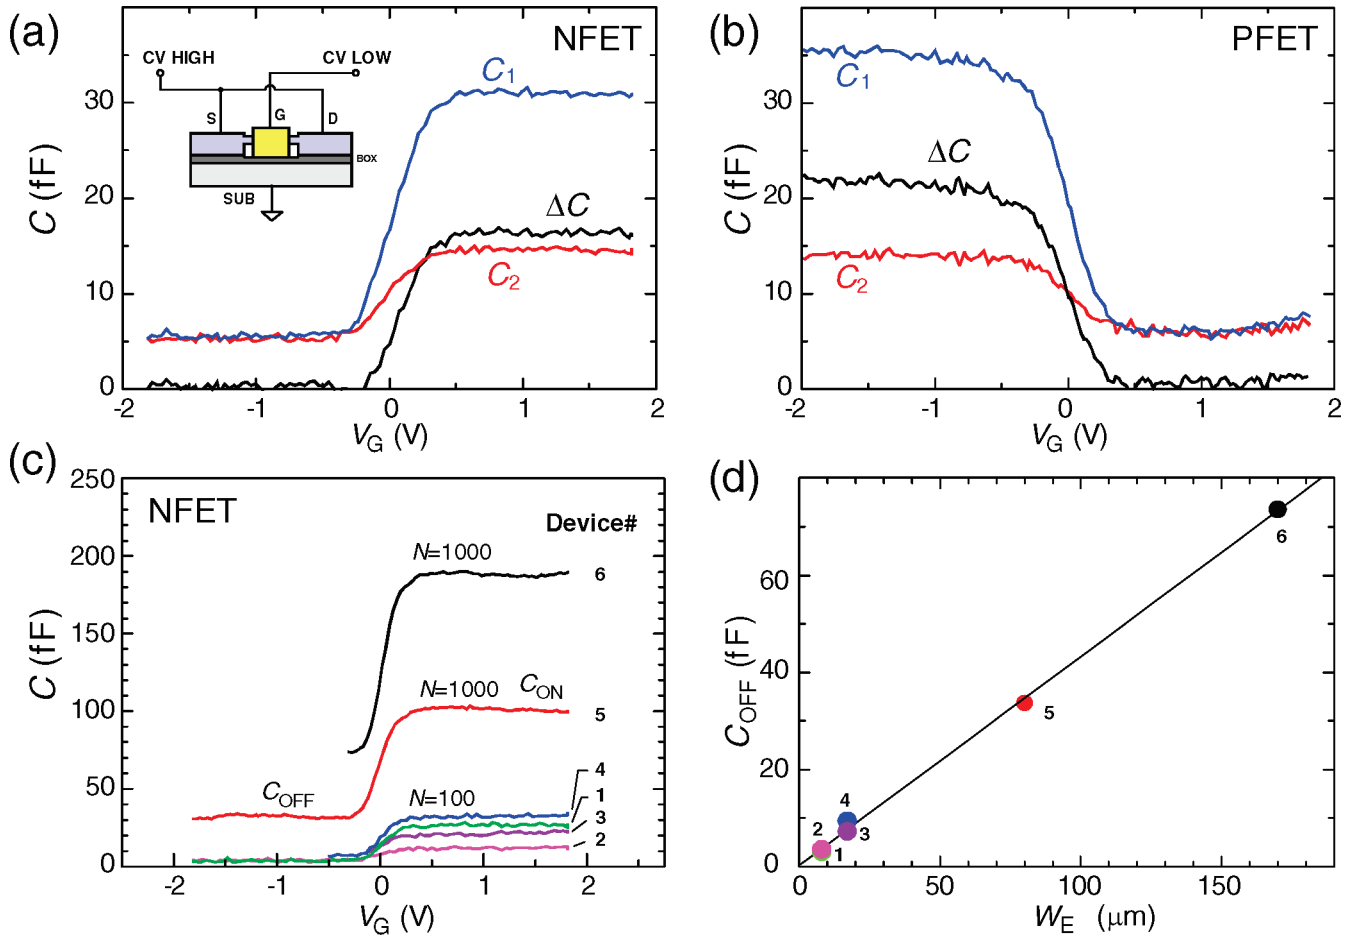 (a)
NFET
CV HIGH
CV LOW
S
G
D
BOX
SUB
C1
ΔC
C2
C (fF)
30
20
10
0
-2
-1
0
1
2
VG (V)
(b)
PFET
C1
ΔC
C2
C (fF)
30
20
10
0
-2
-1
0
1
2
VG (V)
(c)
NFET
Device#
N=1000
6
N=1000
CON
5
COFF
N=100
4
1
3
2
C (fF)
250
200
150
100
50
0
-2
-1
0
1
2
VG (V)
(d)
6
5
4
3
2
1
COFF (fF)
60
40
20
0
0
50
100
150
WE (μm)